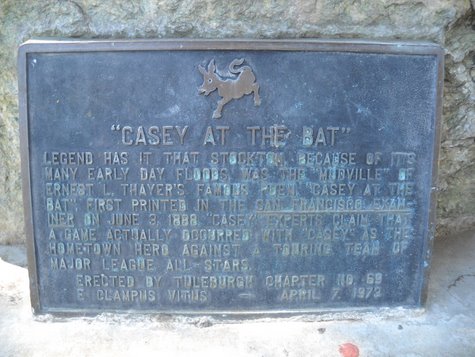 "CASEY AT THE BAT"
LEGEND HAS IT THAT STOCKTON, BECAUSE OF IT'S
MANY EARLY DAY FLOODS, WAS THE "MUDVILLE" OF
ERNEST L. THAYER'S FAMOUS POEM, "CASEY AT THE
BAT", FIRST PRINTED IN THE SAN FRANCISCO EXAM-
INER ON JUNE 3, 1888. "CASEY" EXPERTS CLAIM THAT
A GAME ACTUALLY OCCURRED WITH "CASEY" AS THE
HOMETOWN HERO AGAINST A TOURING TEAM OF
MAJOR LEAGUE ALL-STARS.
ERECTED BY TULEBURGH CHAPTER NO. 69
E CLAMPUS VITUS – APRIL 7, 1973